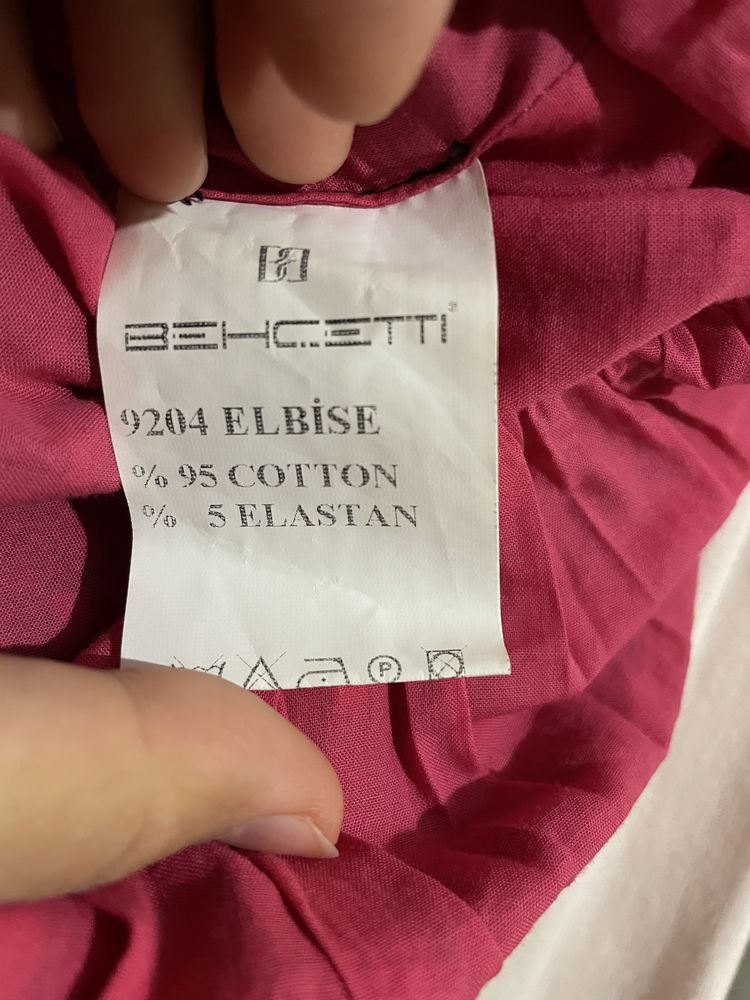 BEHCETTI®
9204 ELBİSE
% 95 COTTON
% 5 ELASTAN
P